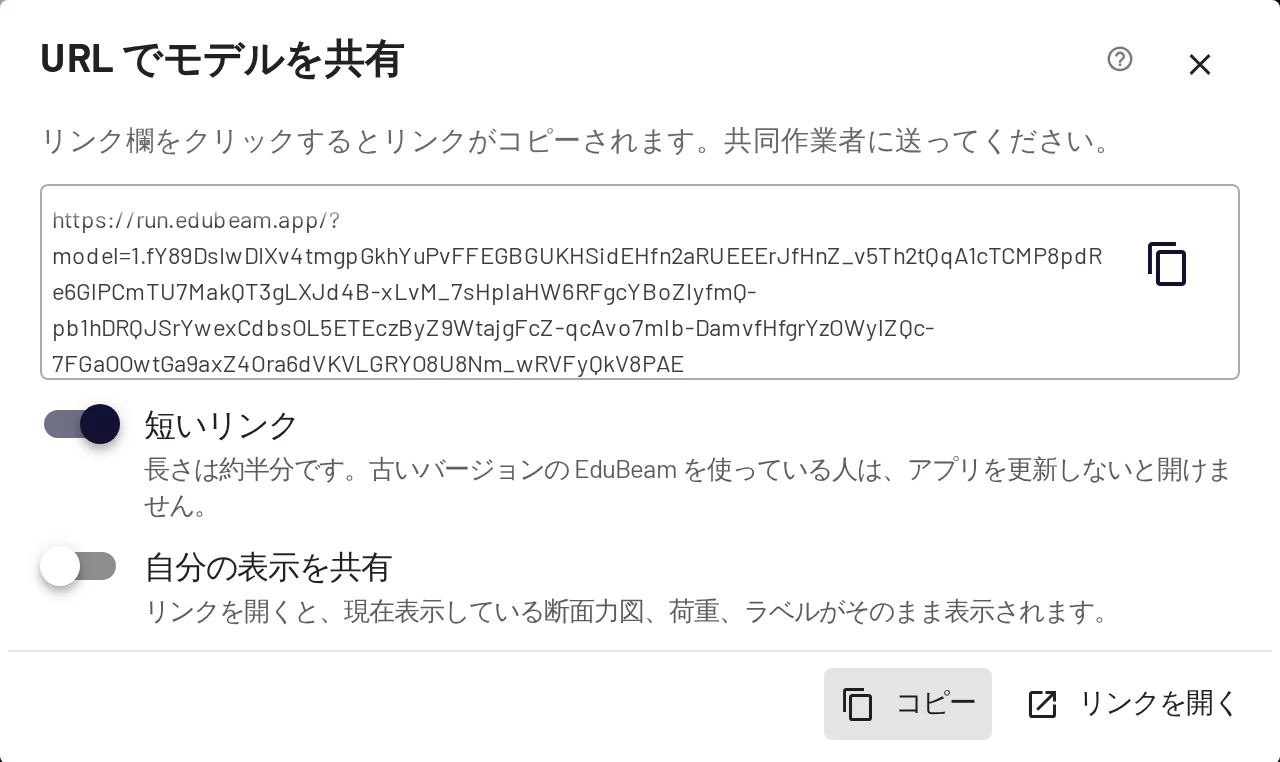 URL でモデルを共有
リンク欄をクリックするとリンクがコピーされます。共同作業者に送ってください。
https://run.edubeam.app/?
model=1.fY89DslwDIXv4tmgpGkhYuPvFFEGBGUKHSidEHfn2aRUEEErJfHnZ_v5Th2tQqA1cTCMP8pdR
e6GlPCmTU7MakQT3gLXJd4B-xLvM_7sHplaHW6RFgcYBoZlyfmQ-
pb1hDRQJSrYwexCdbsOL5ETEczByZ9WtajgFcZ-qcAvo7mlb-DamvfHfgrYzOWylZQc-
7FGaOOwtGa9axZ4Ora6dVKVLGRYO8U8Nm_wRVFyQkV8PAE
短いリンク
長さは約半分です。古いバージョンの EduBeam を使っている人は、アプリを更新しないと開けま
せん。
自分の表示を共有
リンクを開くと、現在表示している断面力図、荷重、ラベルがそのまま表示されます。
コピー
リンクを開く